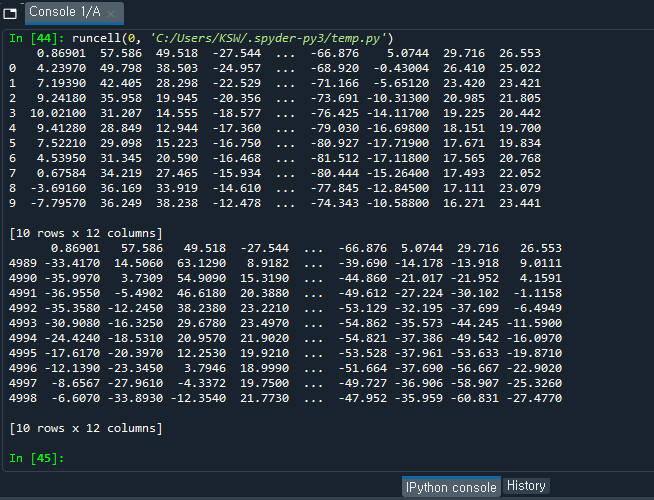 Console 1/A
In [44]: runcell(0, 'C:/Users/KSW/.spyder-py3/temp.py')
0.86901 57.586 49.518 -27.544 ... -66.876 5.0744 29.716 26.553
0 4.23970 49.798 38.503 -24.957 ... -68.920 -0.43004 26.410 25.022
1 7.19390 42.405 28.298 -22.529 ... -71.166 -5.65120 23.420 23.421
2 9.24180 35.958 19.945 -20.356 ... -73.691 -10.31300 20.985 21.805
3 10.02100 31.207 14.555 -18.577 ... -76.425 -14.11700 19.225 20.442
4 9.41280 28.849 12.944 -17.360 ... -79.030 -16.69800 18.151 19.700
5 7.52210 29.098 15.223 -16.750 ... -80.927 -17.71900 17.671 19.834
6 4.53950 31.345 20.590 -16.468 ... -81.512 -17.11800 17.565 20.768
7 0.67584 34.219 27.465 -15.934 ... -80.444 -15.26400 17.493 22.052
8 -3.69160 36.169 33.919 -14.610 ... -77.845 -12.84500 17.111 23.079
9 -7.79570 36.249 38.238 -12.478 ... -74.343 -10.58800 16.271 23.441
[10 rows x 12 columns]
0.86901 57.586 49.518 -27.544 ... -66.876 5.0744 29.716 26.553
4989 -33.4170 14.5060 63.1290 8.9182 ... -39.690 -14.178 -13.918 9.0111
4990 -35.9970 3.7309 54.9090 15.3190 ... -44.860 -21.017 -21.952 4.1591
4991 -36.9550 -5.4902 46.6180 20.3880 ... -49.612 -27.224 -30.102 -1.1158
4992 -35.3580 -12.2450 38.2380 23.2210 ... -53.129 -32.195 -37.699 -6.4949
4993 -30.9080 -16.3250 29.6780 23.4970 ... -54.862 -35.573 -44.245 -11.5900
4994 -24.4240 -18.5310 20.9570 21.9020 ... -54.821 -37.386 -49.542 -16.0970
4995 -17.6170 -20.3970 12.2530 19.9210 ... -53.528 -37.961 -53.633 -19.8710
4996 -12.1390 -23.3450 3.7946 18.9990 ... -51.664 -37.690 -56.667 -22.9020
4997 -8.6567 -27.9610 -4.3372 19.7500 ... -49.727 -36.906 -58.907 -25.3260
4998 -6.6070 -33.8930 -12.3540 21.7730 ... -47.952 -35.959 -60.831 -27.4770
[10 rows x 12 columns]
In [45]:
IPython console History